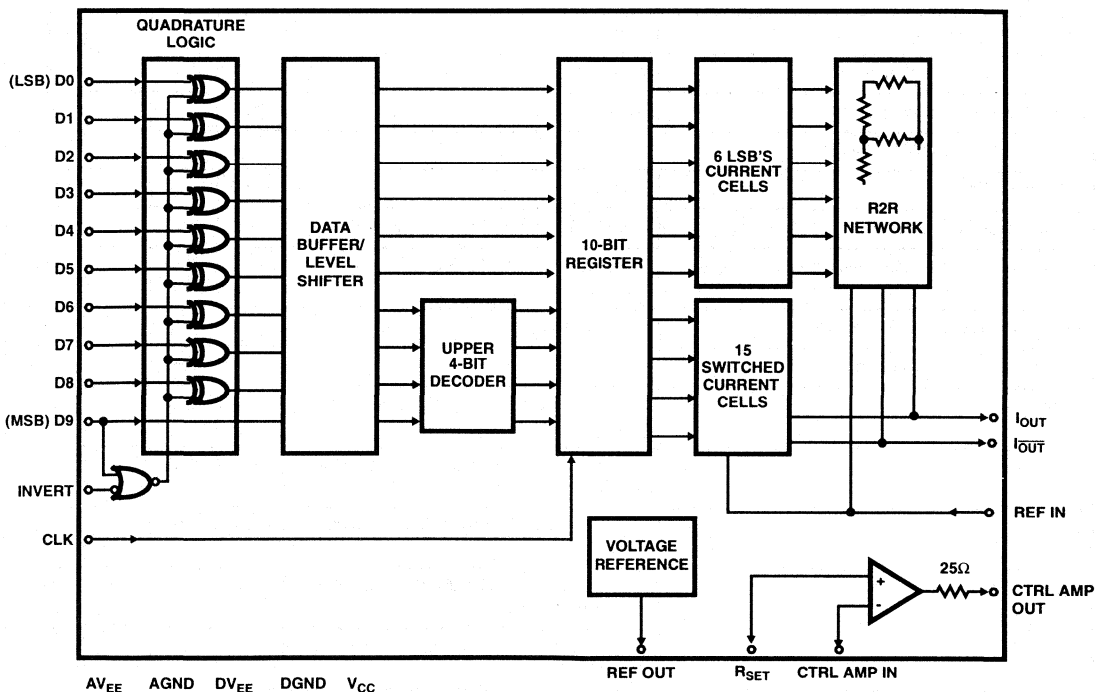 QUADRATURE
LOGIC
(LSB) D0
D1
D2
D3
D4
D5
D6
D7
D8
(MSB) D9
INVERT
CLK
DATA
BUFFER/
LEVEL
SHIFTER
UPPER
4-BIT
DECODER
10-BIT
REGISTER
6 LSB'S
CURRENT
CELLS
15
SWITCHED
CURRENT
CELLS
R2R
NETWORK
IOUT
I͞O͞U͞T
REF IN
VOLTAGE
REFERENCE
25Ω
+
-
CTRL AMP
OUT
REF OUT
RSET
CTRL AMP IN
AVEE AGND DVEE DGND VCC